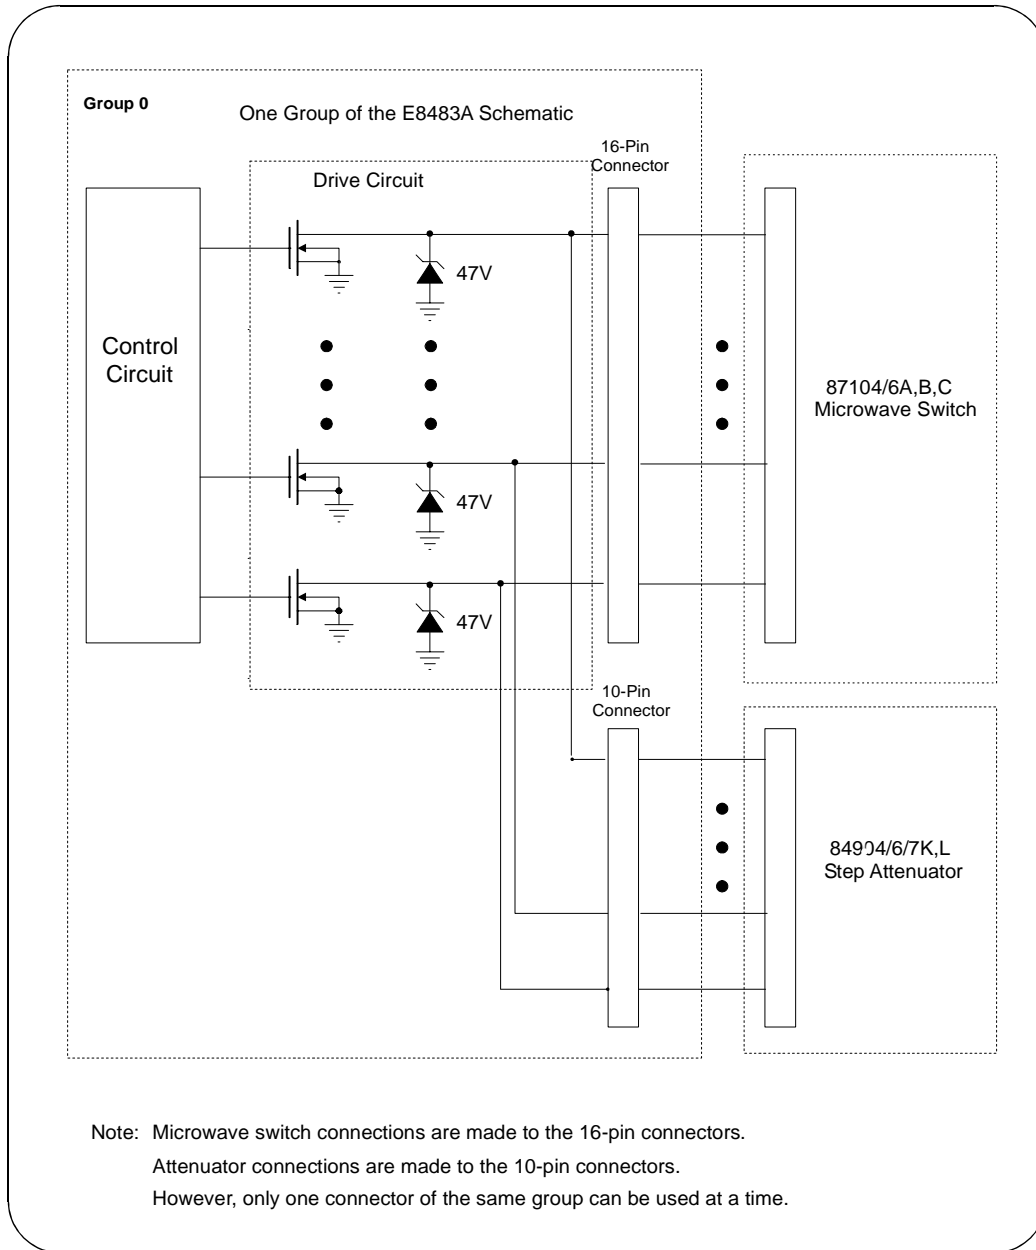 Group 0
One Group of the E8483A Schematic
16-Pin
Connector
Drive Circuit
47V
Control
Circuit
87104/6A,B,C
Microwave Switch
47V
47V
10-Pin
Connector
84904/6/7K,L
Step Attenuator
Note: Microwave switch connections are made to the 16-pin connectors.
Attenuator connections are made to the 10-pin connectors.
However, only one connector of the same group can be used at a time.